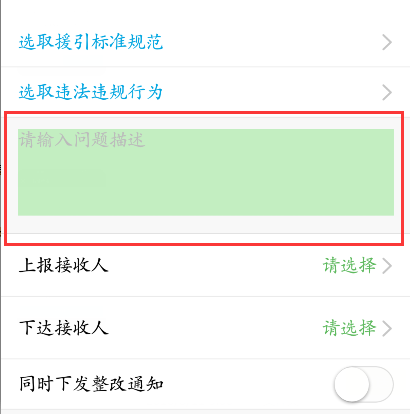 选取援引标准规范
选取违法违规行为
请输入问题描述
上报接收人 请选择
下达接收人 请选择
同时下发整改通知